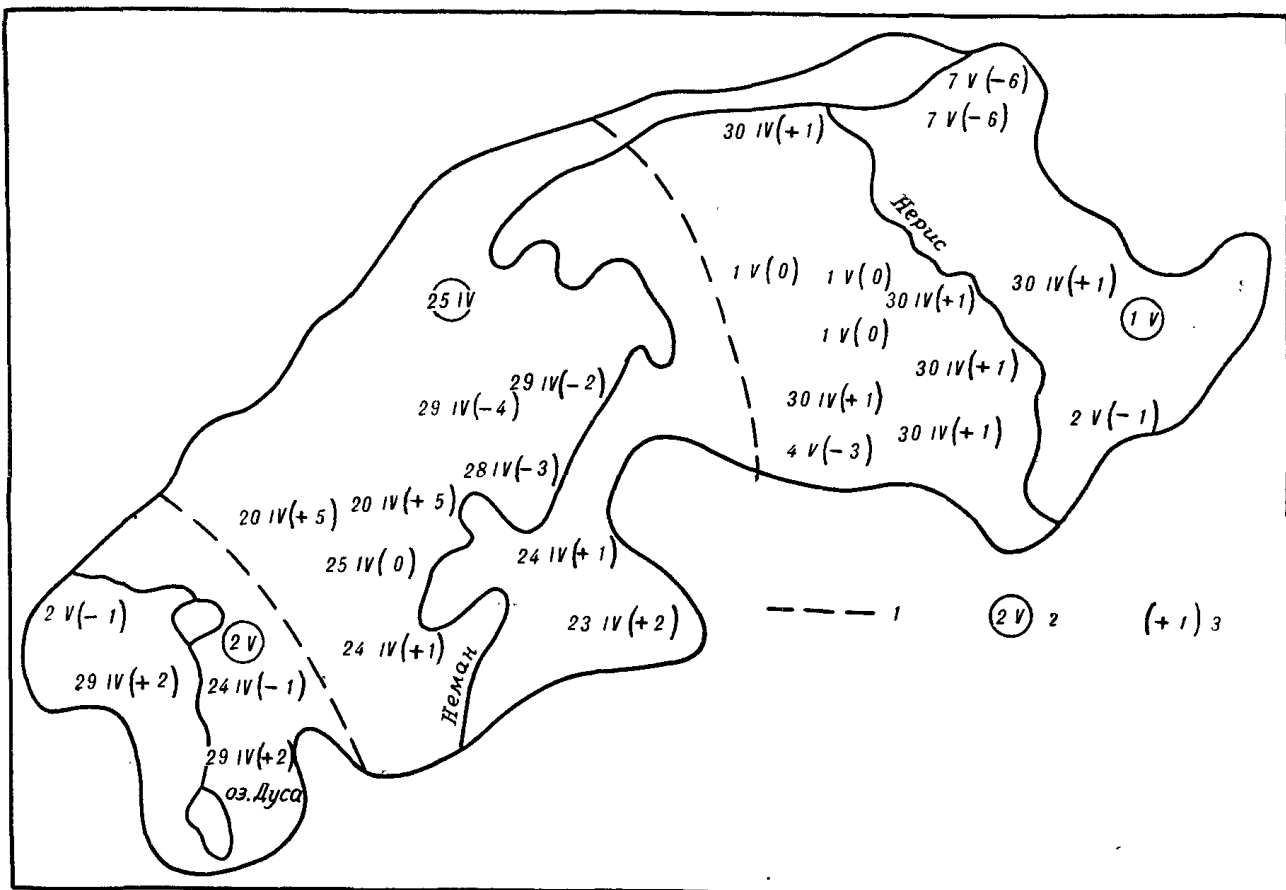 7 V (-6)
7 V (-6)
30 IV (+1)
Нерис
1 V (0)
1 V (0)
30 IV (+1)
30 IV (+1)
1 V
25 IV
1 V (0)
30 IV (+1)
29 IV (-2)
29 IV (-4)
30 IV (+1)
2 V (-1)
30 IV (+1)
4 V (-3)
28 IV (-3)
20 IV (+5)
20 IV (+5)
25 IV (0)
24 IV (+1)
2 V (-1)
23 IV (+2)
2 V
24 IV (+1)
29 IV (+2)
24 IV (-1)
Неман
29 IV (+2)
оз. Дуса
1
2 V 2
(+1) 3